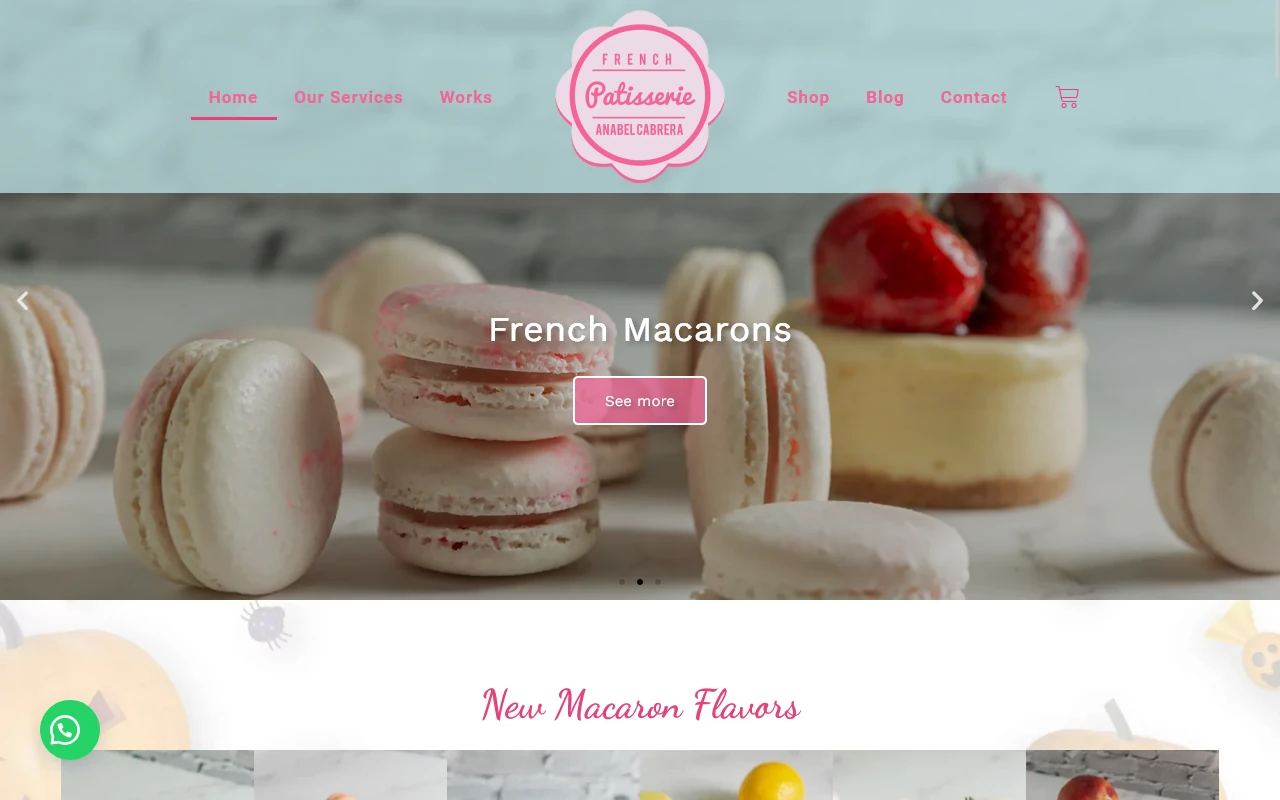 Home
Our Services
Works
FRENCH
Patisserie
ANABEL CABRERA
Shop
Blog
Contact
French Macarons
See more
New Macaron Flavors